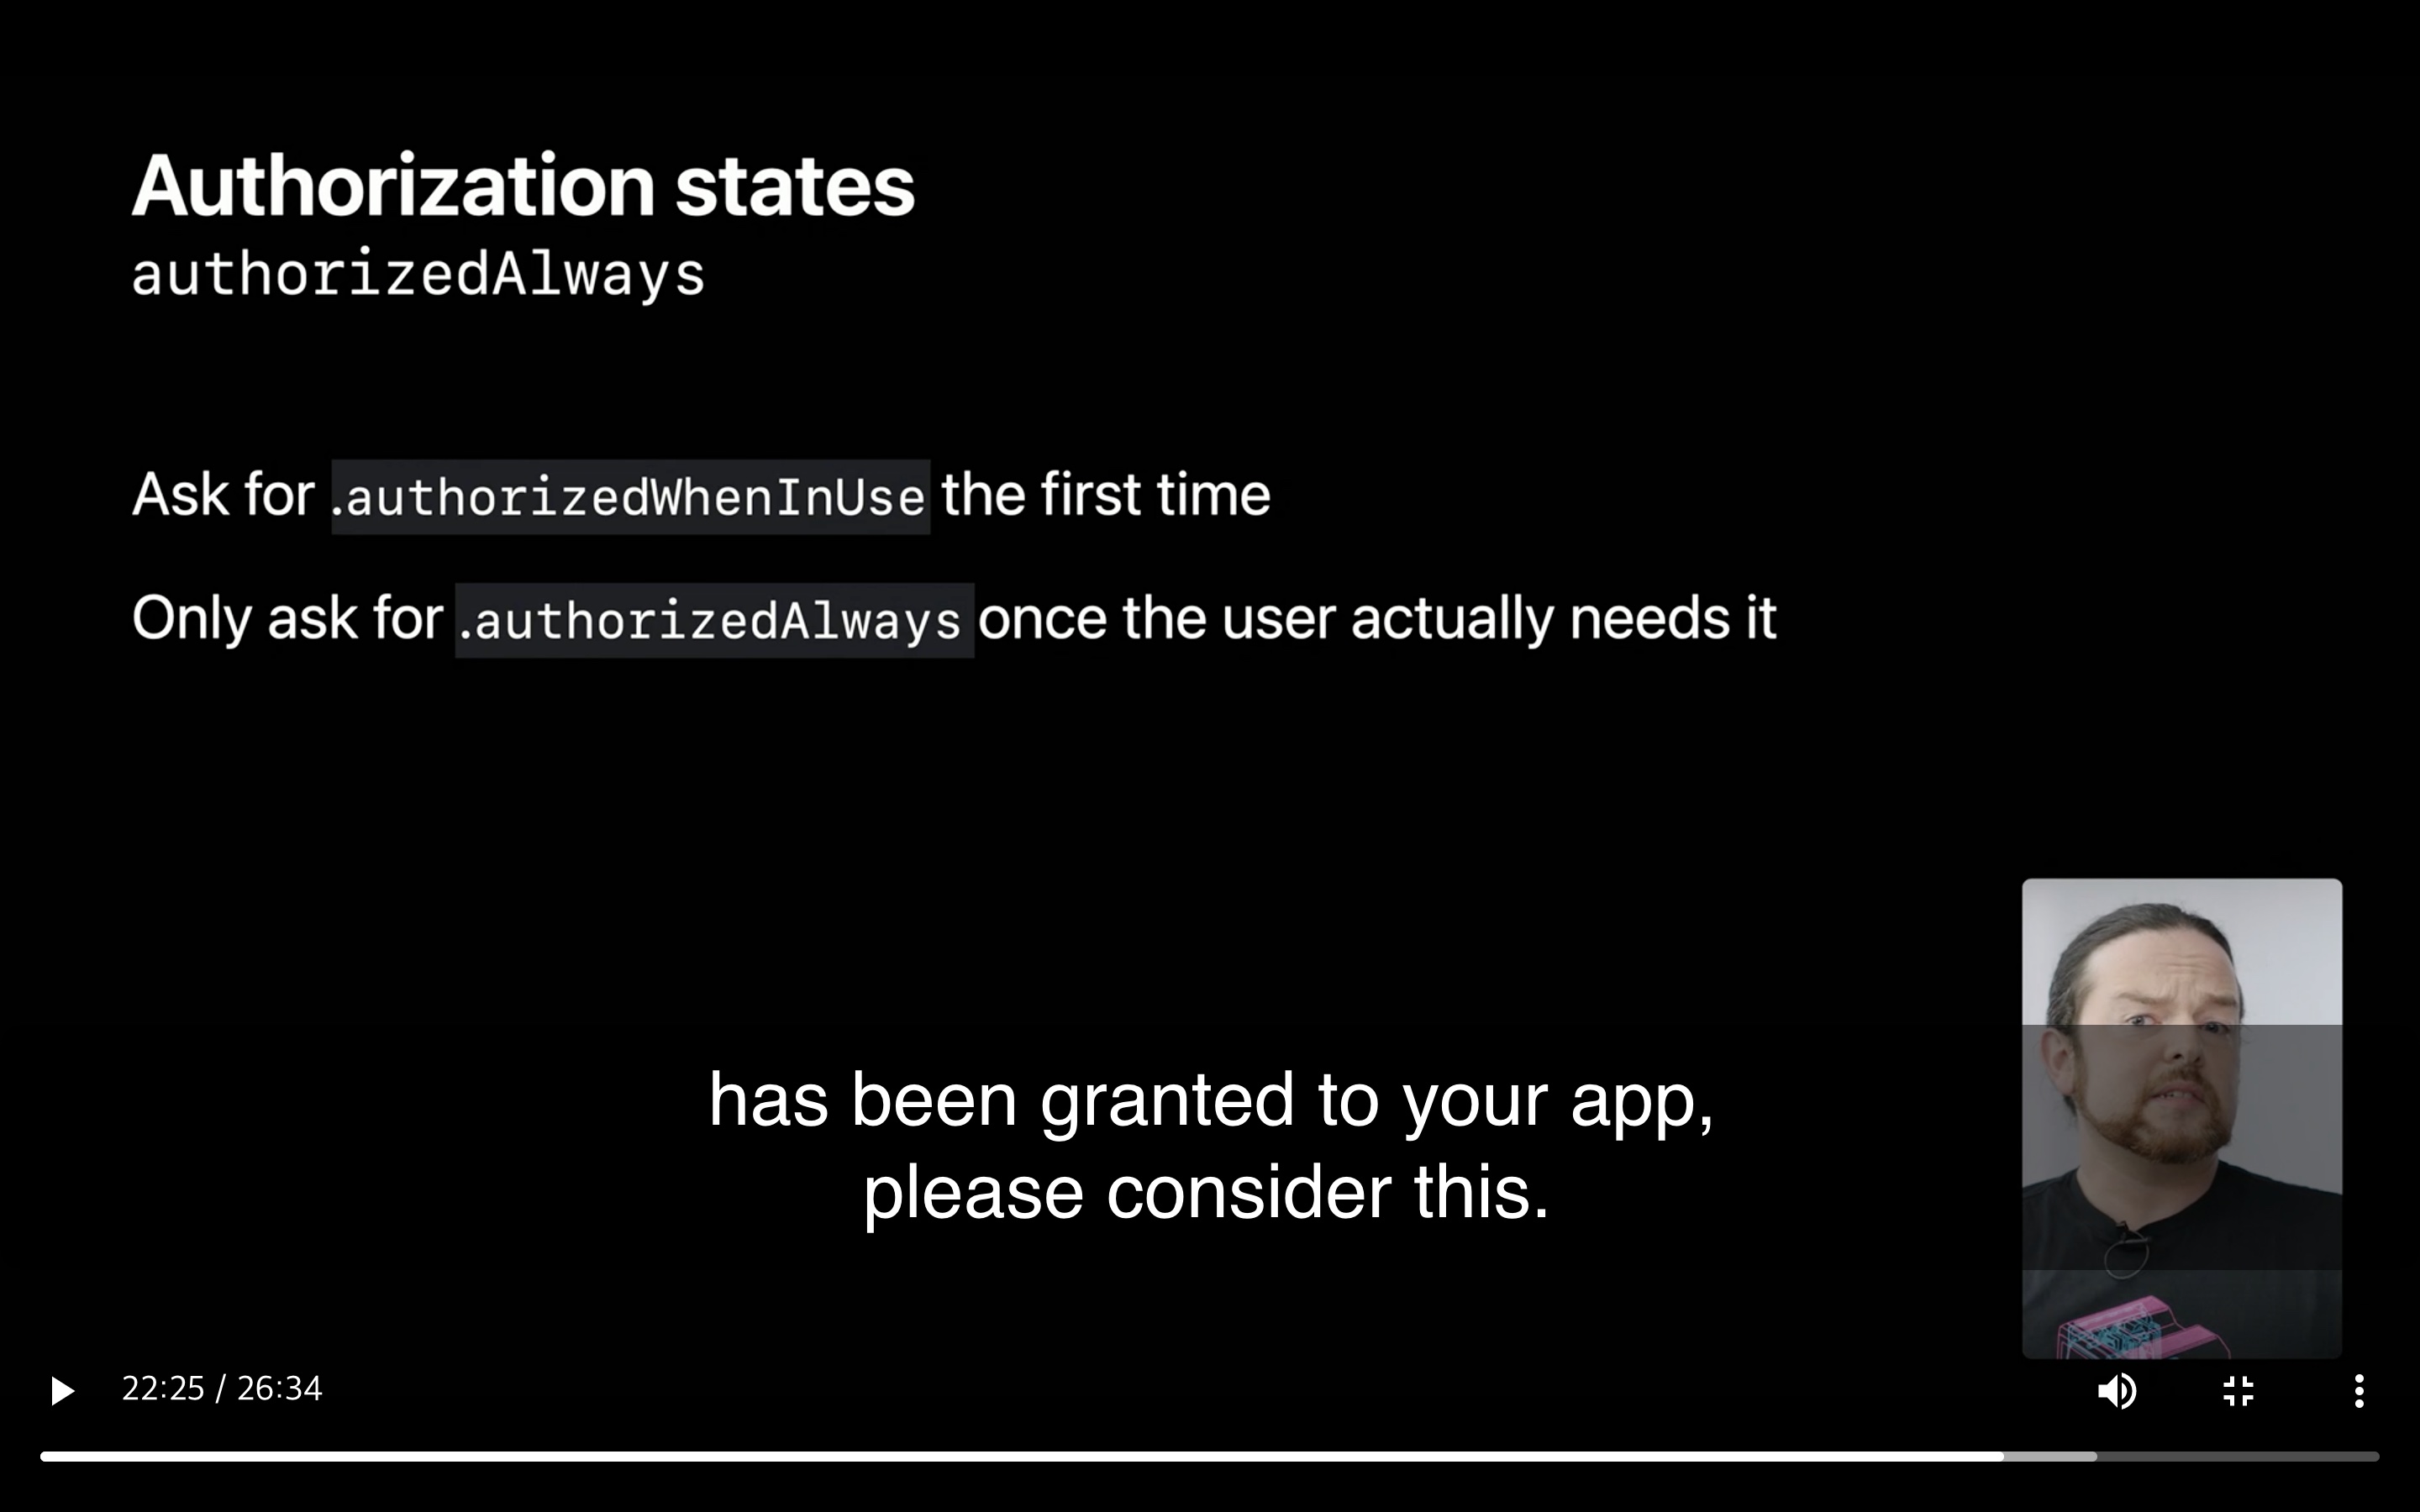 Authorization states
authorizedAlways
Ask for .authorizedWhenInUse the first time
Only ask for .authorizedAlways once the user actually needs it
has been granted to your app,
please consider this.
22:25 / 26:34